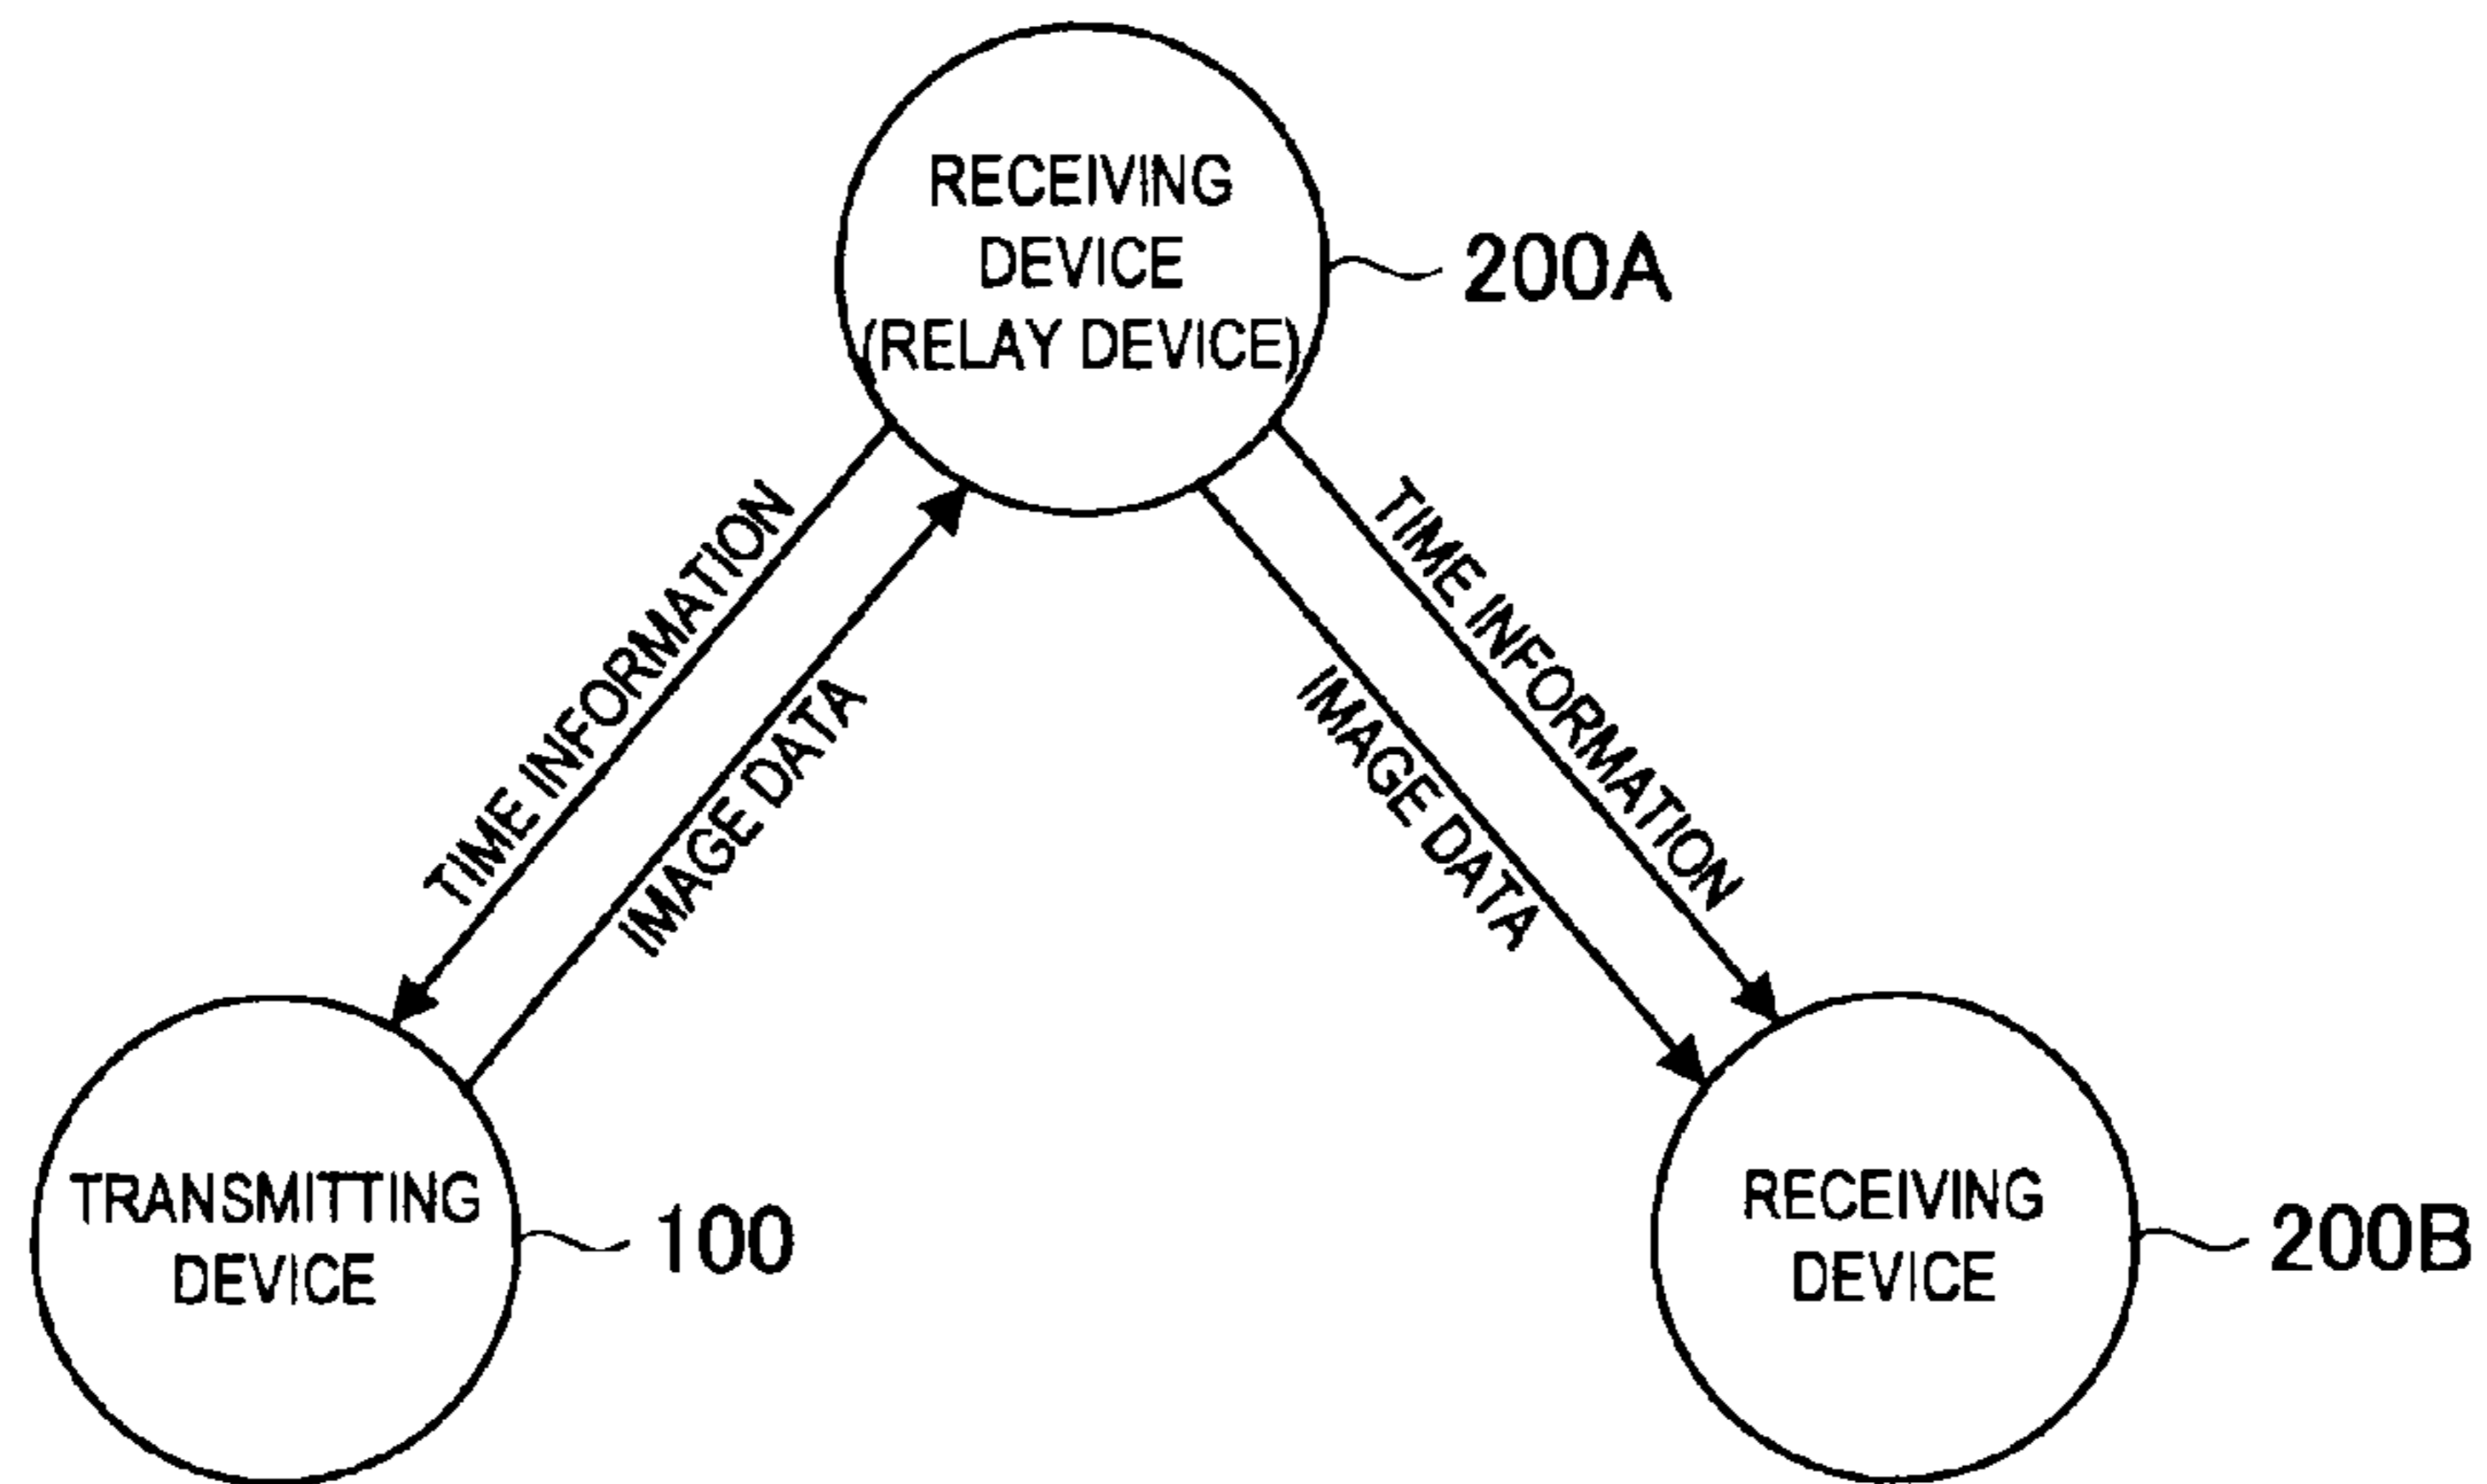 RECEIVING
DEVICE
(RELAY DEVICE)
200A
TIME INFORMATION
IMAGE DATA
IMAGE DATA
TIME INFORMATION
TRANSMITTING
DEVICE
100
RECEIVING
DEVICE
200B